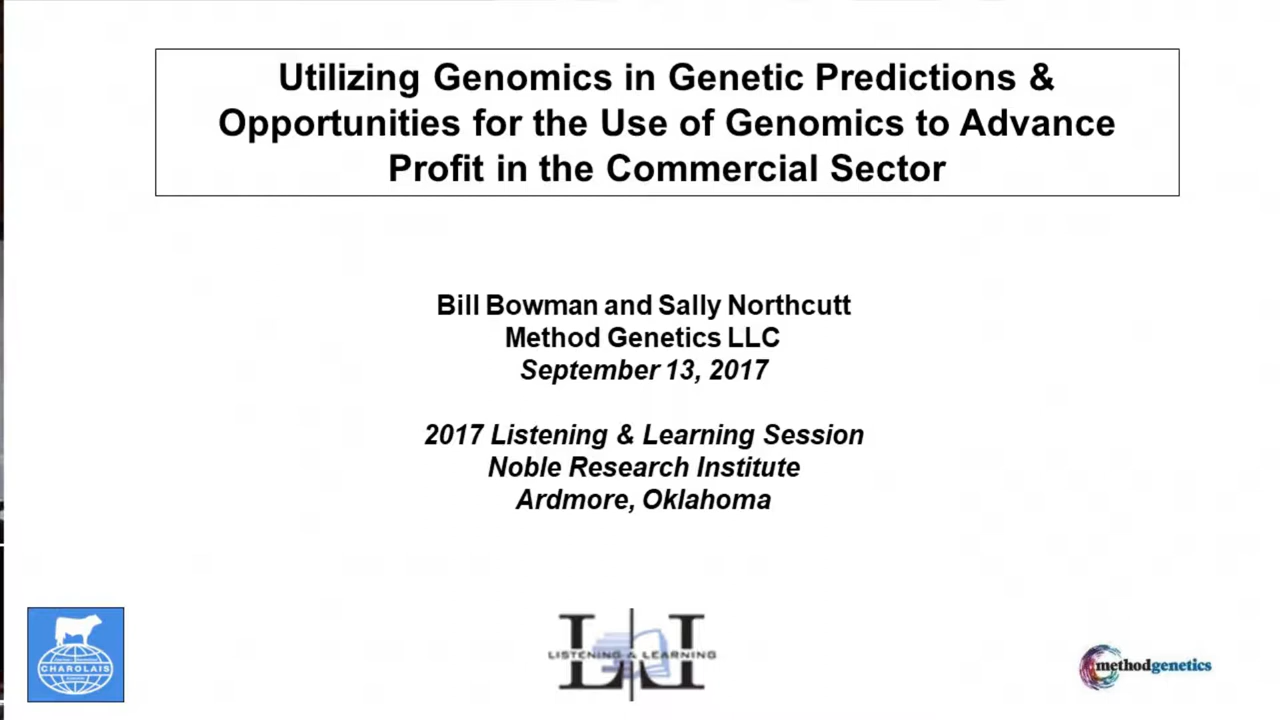 Utilizing Genomics in Genetic Predictions &
Opportunities for the Use of Genomics to Advance
Profit in the Commercial Sector
Bill Bowman and Sally Northcutt
Method Genetics LLC
September 13, 2017
2017 Listening & Learning Session
Noble Research Institute
Ardmore, Oklahoma
CHAROLAIS
L L
LISTENING & LEARNING
methodgenetics